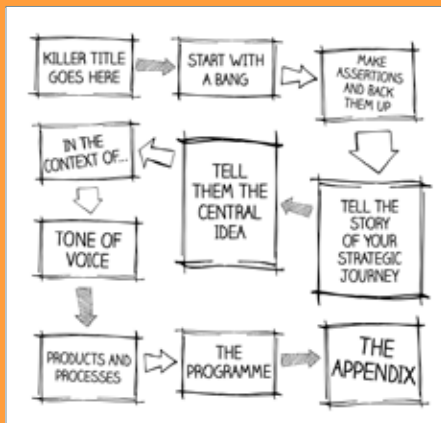 KILLER TITLE
GOES HERE
START WITH
A BANG
MAKE
ASSERTIONS
AND BACK
THEM UP
TELL THE
STORY
OF YOUR
STRATEGIC
JOURNEY
TELL
THEM THE
CENTRAL
IDEA
IN THE
CONTEXT OF...
TONE OF
VOICE
PRODUCTS AND
PROCESSES
THE
PROGRAMME
THE
APPENDIX